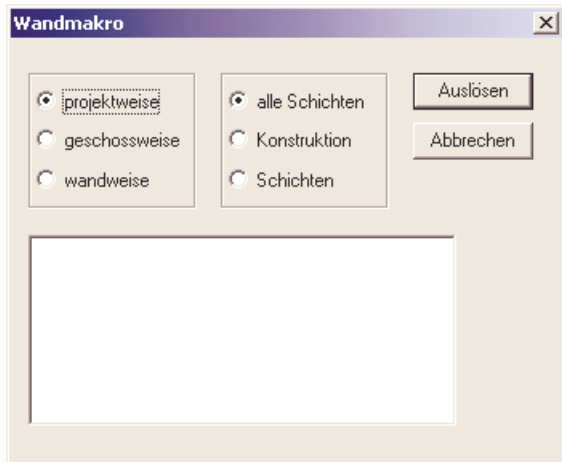 Wandmakro
projektweise
geschossweise
wandweise
alle Schichten
Konstruktion
Schichten
Auslösen
Abbrechen